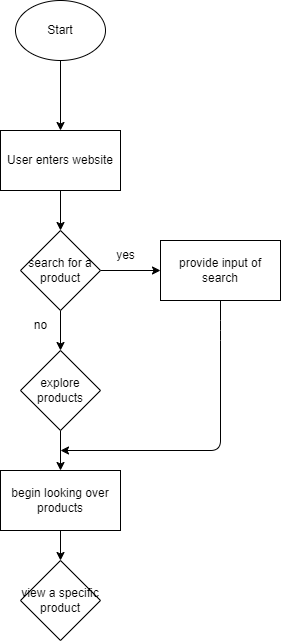 Start
User enters website
search for a
product
yes
provide input of
search
no
explore
products
begin looking over
products
view a specific
product